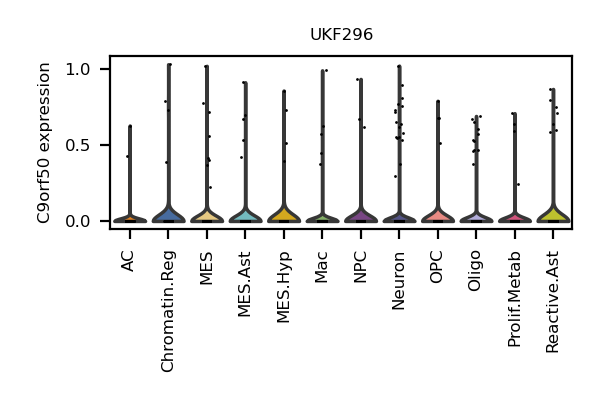 UKF296
C9orf50 expression
1.0
0.5
0.0
AC
Chromatin.Reg
MES
MES.Ast
MES.Hyp
Mac
NPC
Neuron
OPC
Oligo
Prolif.Metab
Reactive.Ast